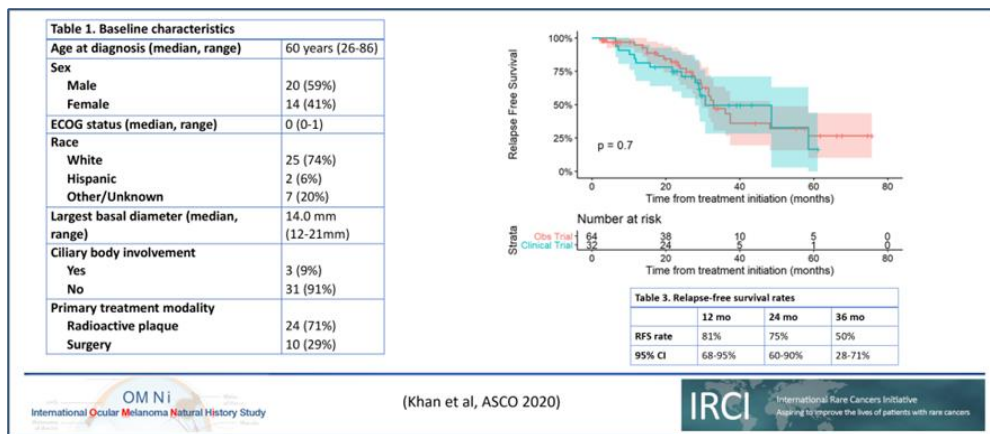 Table 1. Baseline characteristics
Age at diagnosis (median, range) 60 years (26-86)
Sex
Male 20 (59%)
Female 14 (41%)
ECOG status (median, range) 0 (0-1)
Race
White 25 (74%)
Hispanic 2 (6%)
Other/Unknown 7 (20%)
Largest basal diameter (median, 14.0 mm
range) (12-21mm)
Ciliary body involvement
Yes 3 (9%)
No 31 (91%)
Primary treatment modality
Radioactive plaque 24 (71%)
Surgery 10 (29%)
Relapse Free Survival
100%
75%
50%
25%
0%
p = 0.7
0 20 40 60 80
Time from treatment initiation (months)
Number at risk
Strata
Obs Trial 64 38 10 5 0
Clinical Trial 32 24 5 1 0
0 20 40 60 80
Time from treatment initiation (months)
Table 3. Relapse-free survival rates
12 mo 24 mo 36 mo
RFS rate 81% 75% 50%
95% CI 68-95% 60-90% 28-71%
OM Ni
International Ocular Melanoma Natural History Study
(Khan et al, ASCO 2020)
IRCI
International Rare Cancers Initiative
Aspiring to improve the lives of patients with rare cancers